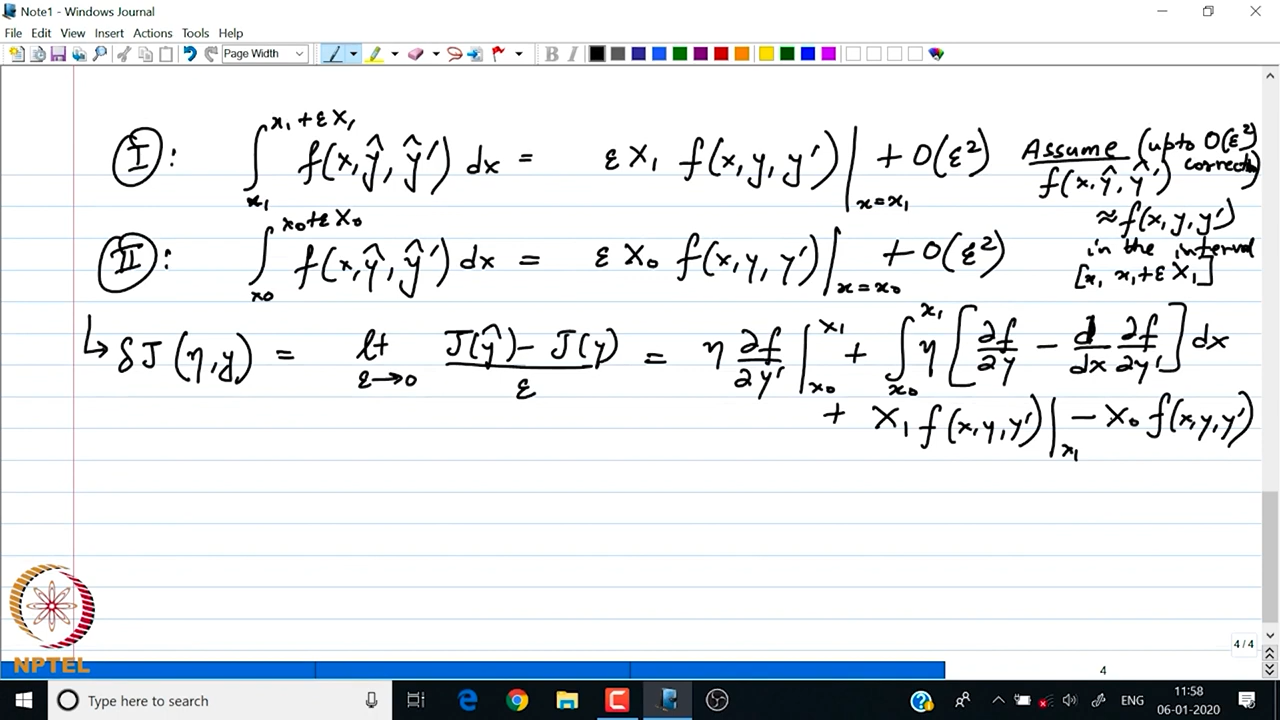 Note1 - Windows Journal
File Edit View Insert Actions Tools Help
Page Width
B I
Ⓘ: ∫_{x₁}^{x₁+εX₁} f(x,ŷ,ŷ') dx = εX₁ f(x,y,y')|_{x=x₁} + O(ε²) Assume (upto O(ε²)
f(x,ŷ,ŷ')
≈ f(x,y,y')
Ⅱ: ∫_{x₀}^{x₀+εX₀} f(x,ŷ,ŷ') dx = εX₀ f(x,y,y')|_{x=x₀} + O(ε²) in the interval
[x₁ x₁+εX₁]
↳ δJ(η,y) = lt_{ε→0} (J(ŷ) - J(y))/ε = η ∂f/∂y' |_{x₀}^{x₁} + ∫_{x₀}^{x₁} η [∂f/∂y - d/dx ∂f/∂y'] dx
+ X₁ f(x,y,y')|_{x₁} - X₀ f(x,y,y')
4 / 4
NPTEL
4
Type here to search
ENG
11:58
06-01-2020